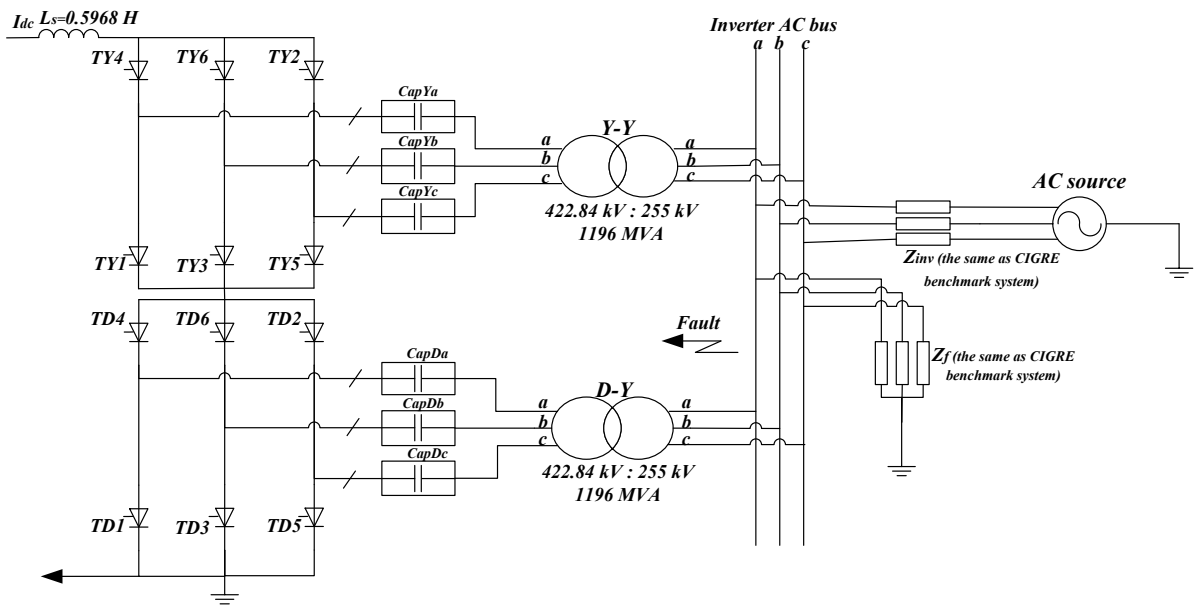 Idc Ls=0.5968 H
Inverter AC bus
a b c
TY4 TY6 TY2
CapYa
CapYb
CapYc
Y-Y
a
b
c
a
b
c
422.84 kV : 255 kV
1196 MVA
AC source
Zinv (the same as CIGRE
benchmark system)
TY1 TY3 TY5
TD4 TD6 TD2
Fault
CapDa
CapDb
CapDc
D-Y
a
b
c
a
b
c
422.84 kV : 255 kV
1196 MVA
Zf (the same as CIGRE
benchmark system)
TD1 TD3 TD5